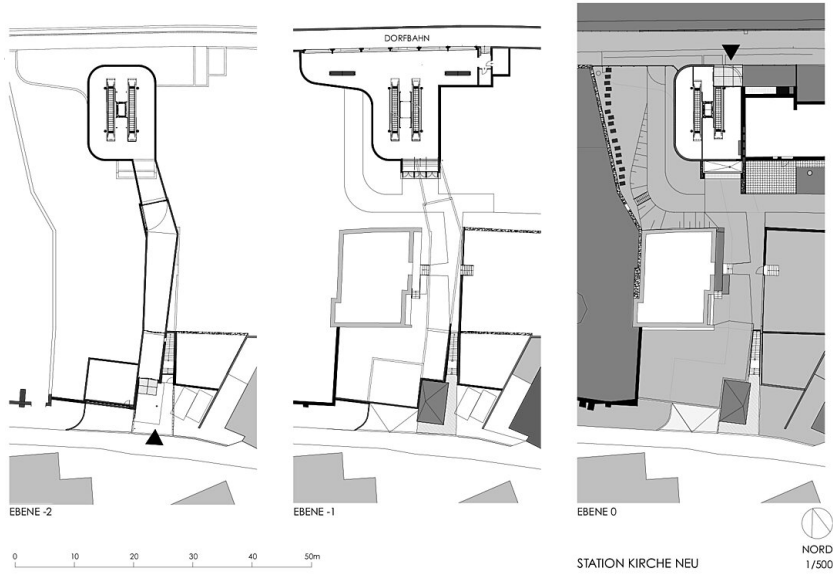 DORFBAHN
EBENE -2
EBENE -1
EBENE 0
0 10 20 30 40 50m
STATION KIRCHE NEU
NORD
1/500